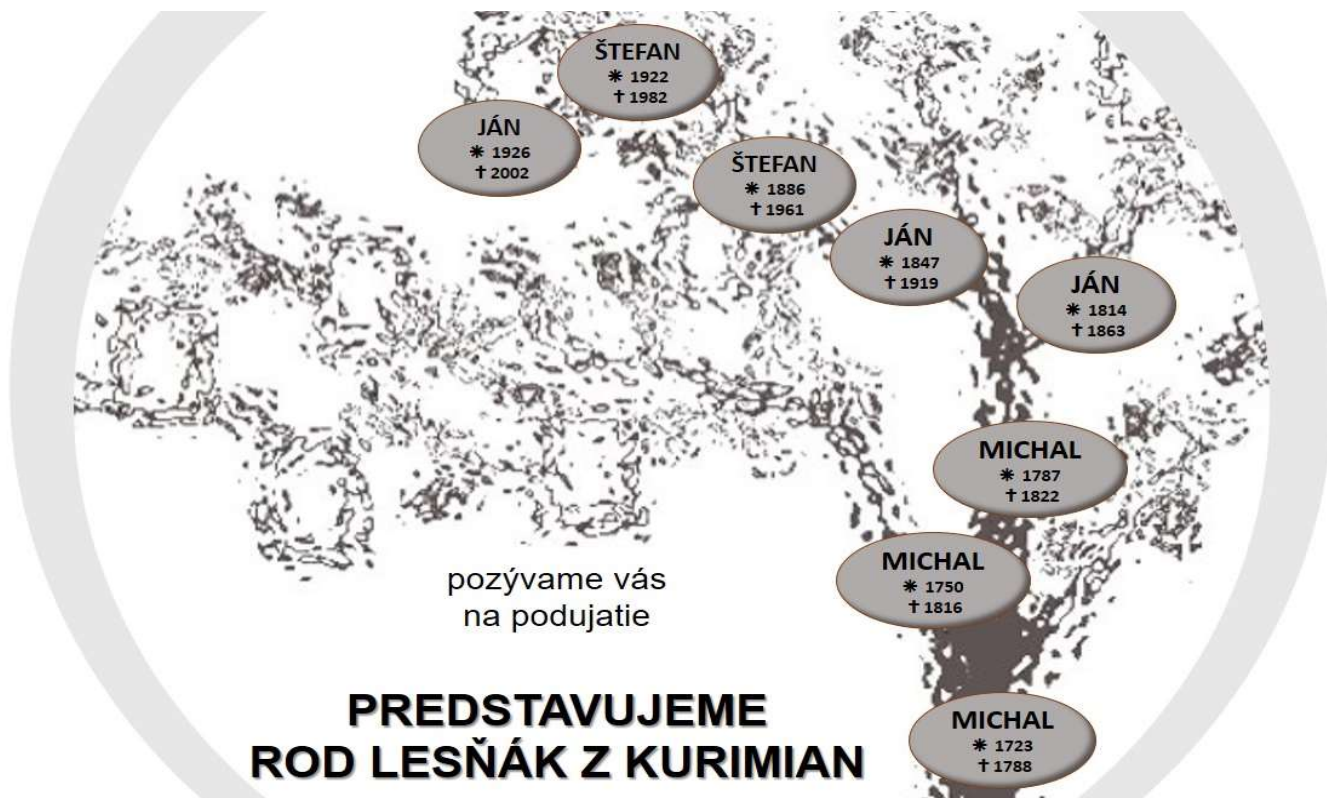 ŠTEFAN
✳ 1922
† 1982
JÁN
✳ 1926
† 2002
ŠTEFAN
✳ 1886
† 1961
JÁN
✳ 1847
† 1919
JÁN
✳ 1814
† 1863
MICHAL
✳ 1787
† 1822
MICHAL
✳ 1750
† 1816
pozývame vás
na podujatie
PREDSTAVUJEME
ROD LESŇÁK Z KURIMIAN
MICHAL
✳ 1723
† 1788